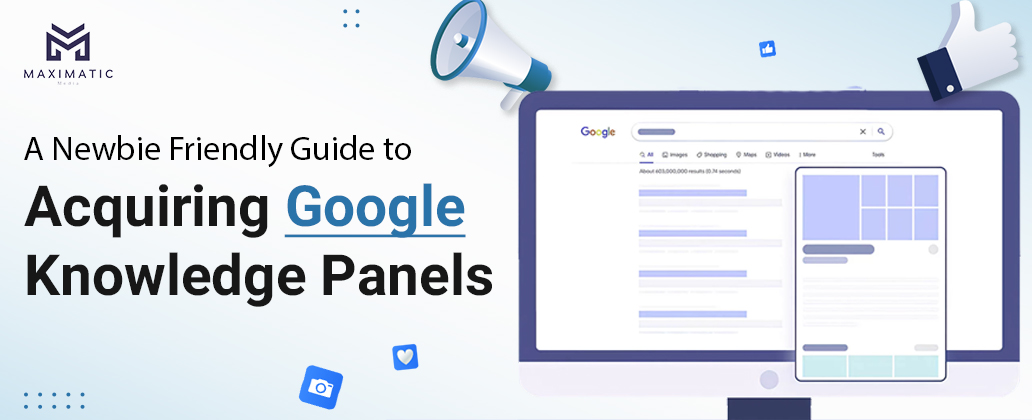 MAXIMATIC
Media
A Newbie Friendly Guide to
Acquiring Google
Knowledge Panels
Google
All Images Shopping Maps Videos More Tools
About 603,000,000 results (0.74 seconds)